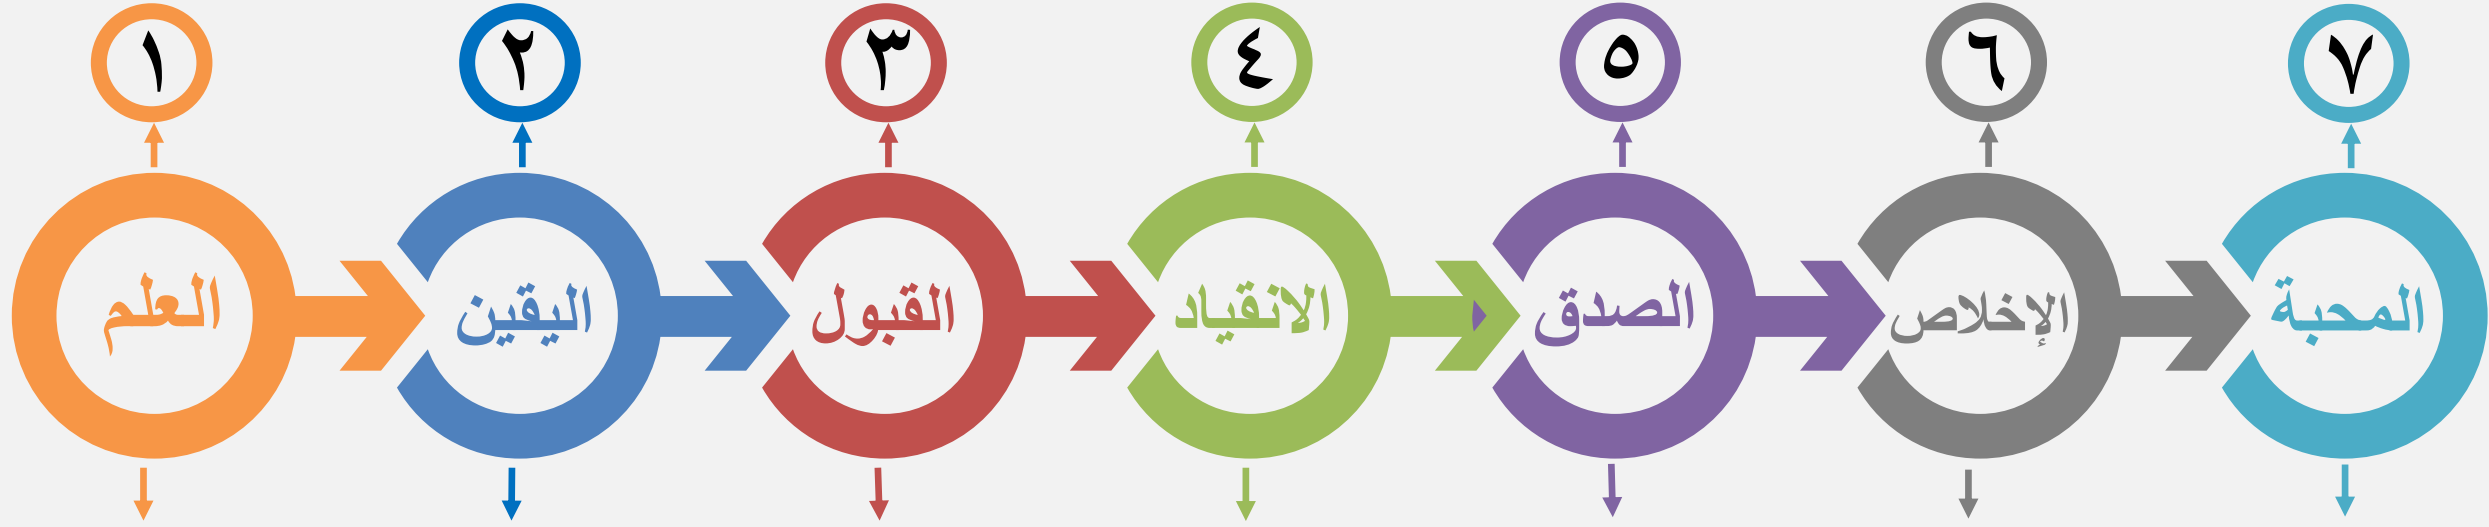 ١ ٢ ٣ ٤ ٥ ٦ ٧
العلم
اليقين
القبول
الانقياد
الصدق
الإخلاص
المحبة